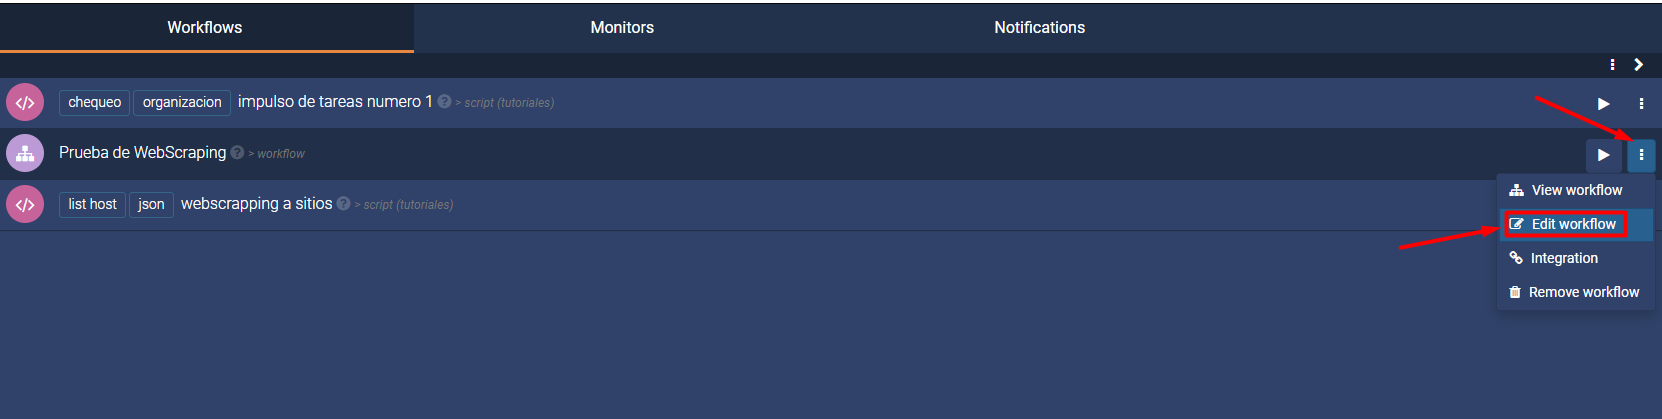 Workflows Monitors Notifications
chequeo organizacion impulso de tareas numero 1 ? > script (tutoriales)
Prueba de WebScraping ? > workflow
list host json webscrapping a sitios ? > script (tutoriales)
View workflow
Edit workflow
Integration
Remove workflow